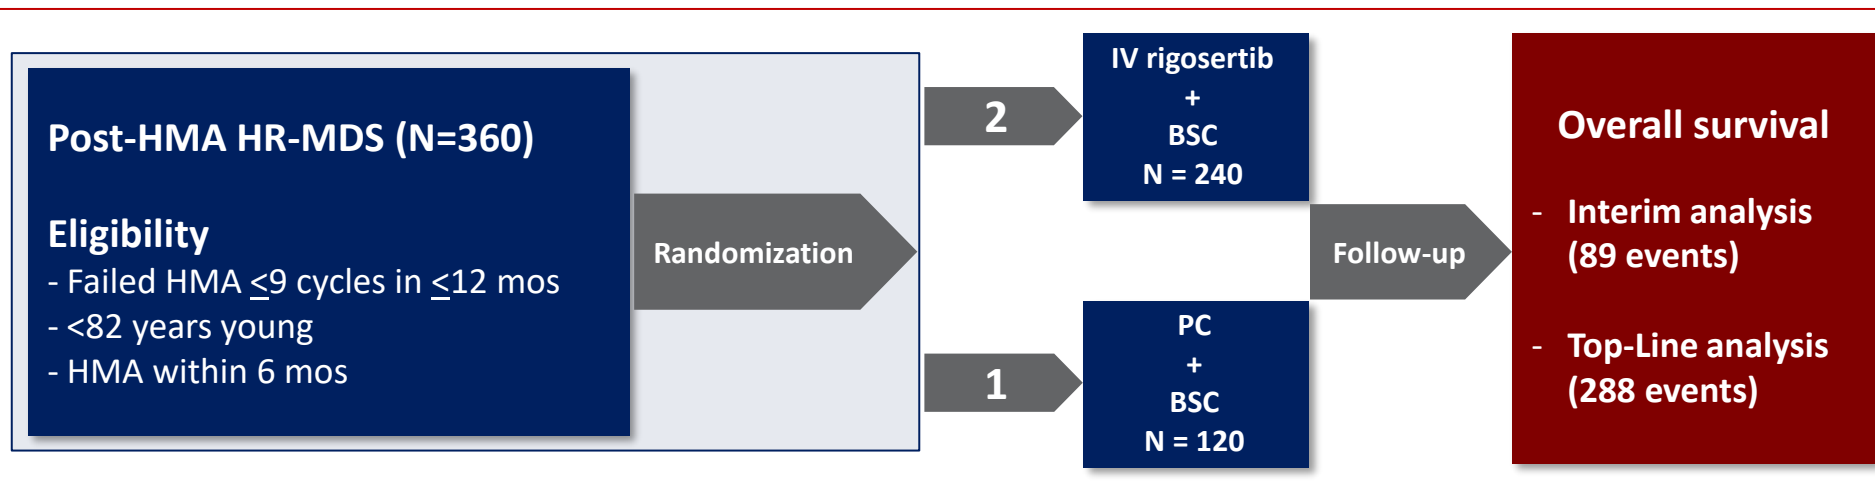 Post-HMA HR-MDS (N=360)
Eligibility
- Failed HMA <9 cycles in <12 mos
- <82 years young
- HMA within 6 mos
Randomization
2
IV rigosertib
+
BSC
N = 240
1
PC
+
BSC
N = 120
Follow-up
Overall survival
- Interim analysis
(89 events)
- Top-Line analysis
(288 events)